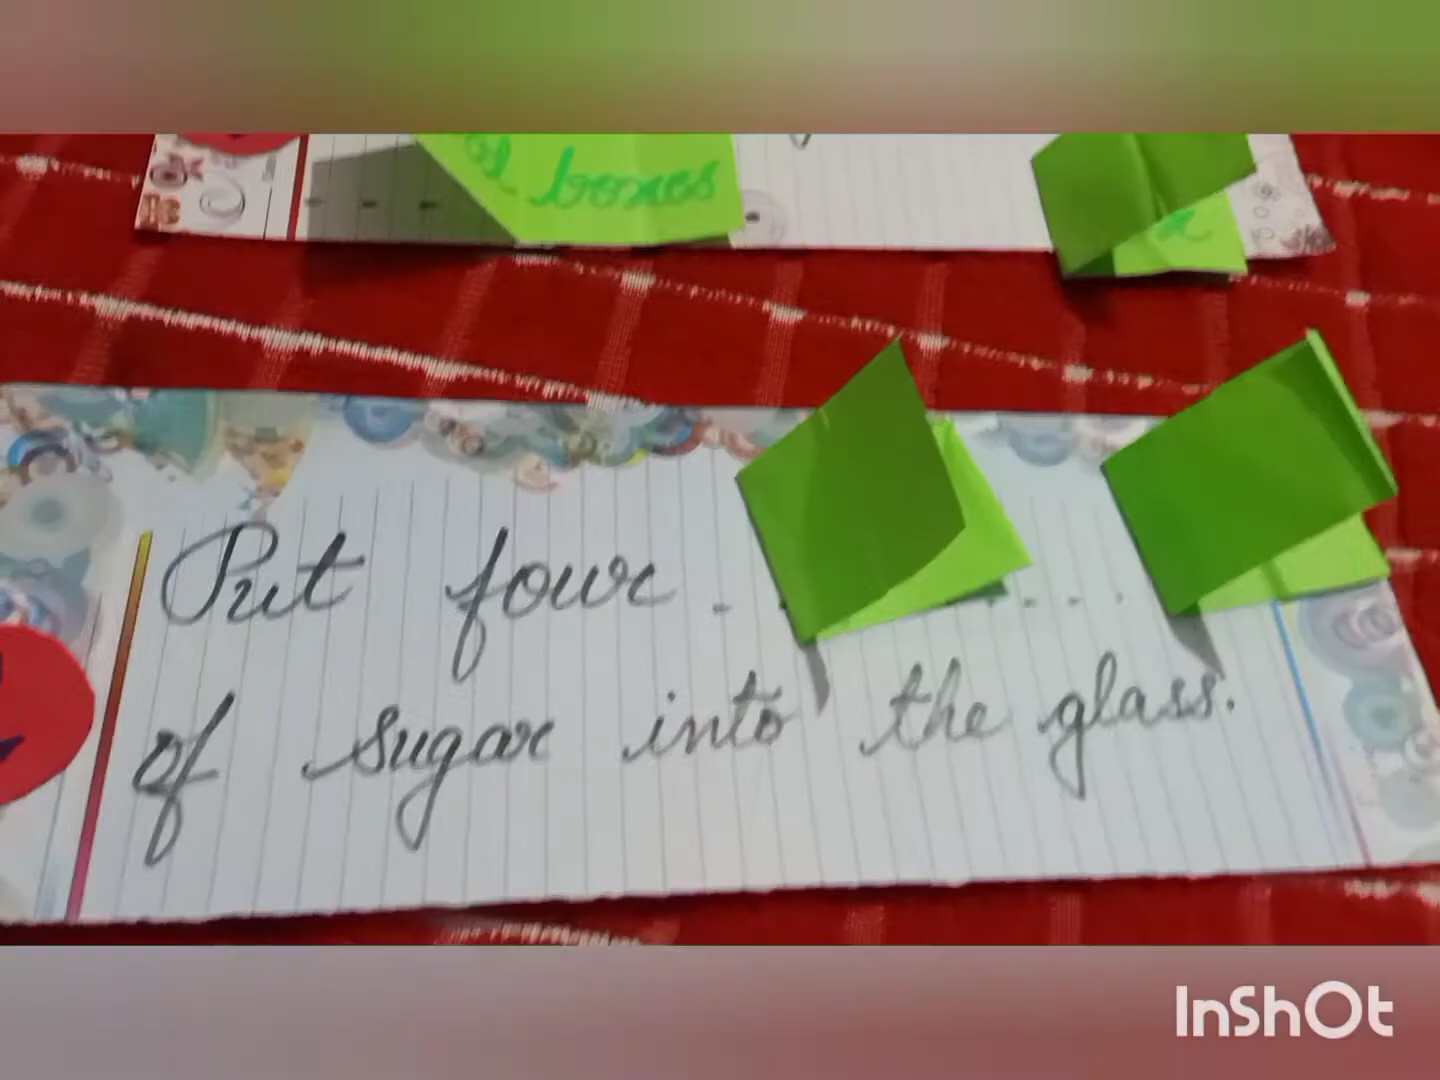 boxes
Put four ..........
of sugar into the glass.
InShOt